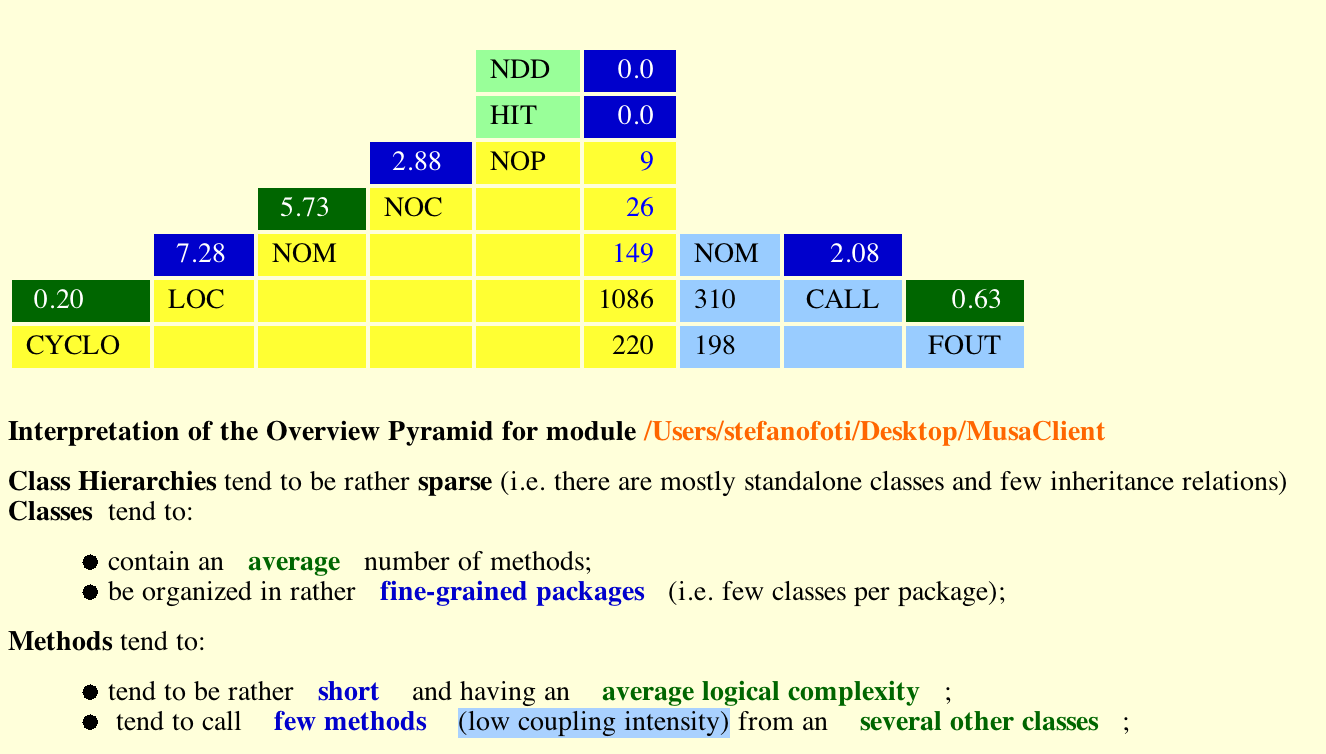 NDD 0.0
HIT 0.0
2.88 NOP 9
5.73 NOC 26
7.28 NOM 149 NOM 2.08
0.20 LOC 1086 310 CALL 0.63
CYCLO 220 198 FOUT
Interpretation of the Overview Pyramid for module /Users/stefanofoti/Desktop/MusaClient
Class Hierarchies tend to be rather sparse (i.e. there are mostly standalone classes and few inheritance relations)
Classes tend to:
● contain an average number of methods;
● be organized in rather fine-grained packages (i.e. few classes per package);
Methods tend to:
● tend to be rather short and having an average logical complexity ;
● tend to call few methods (low coupling intensity) from an several other classes ;